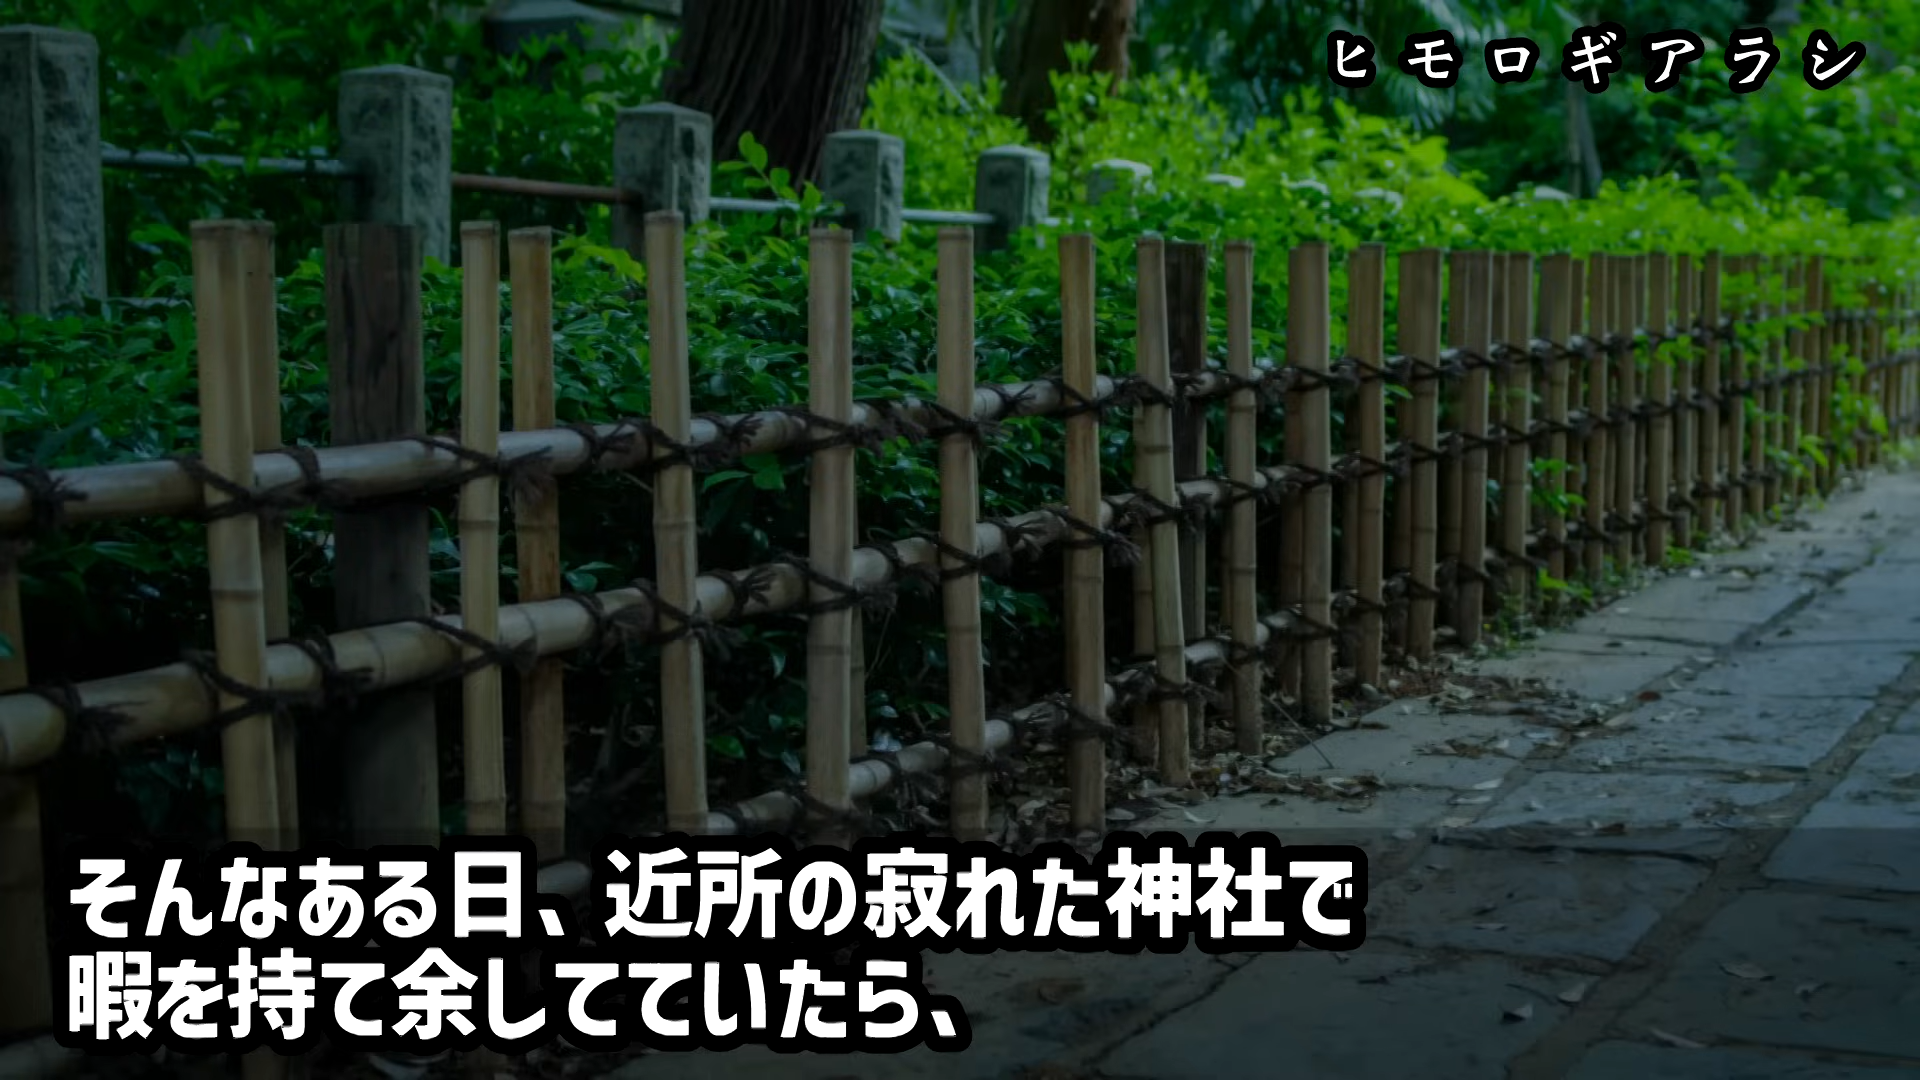 ヒモロギアラシ
そんなある日、近所の寂れた神社で
暇を持て余してていたら、